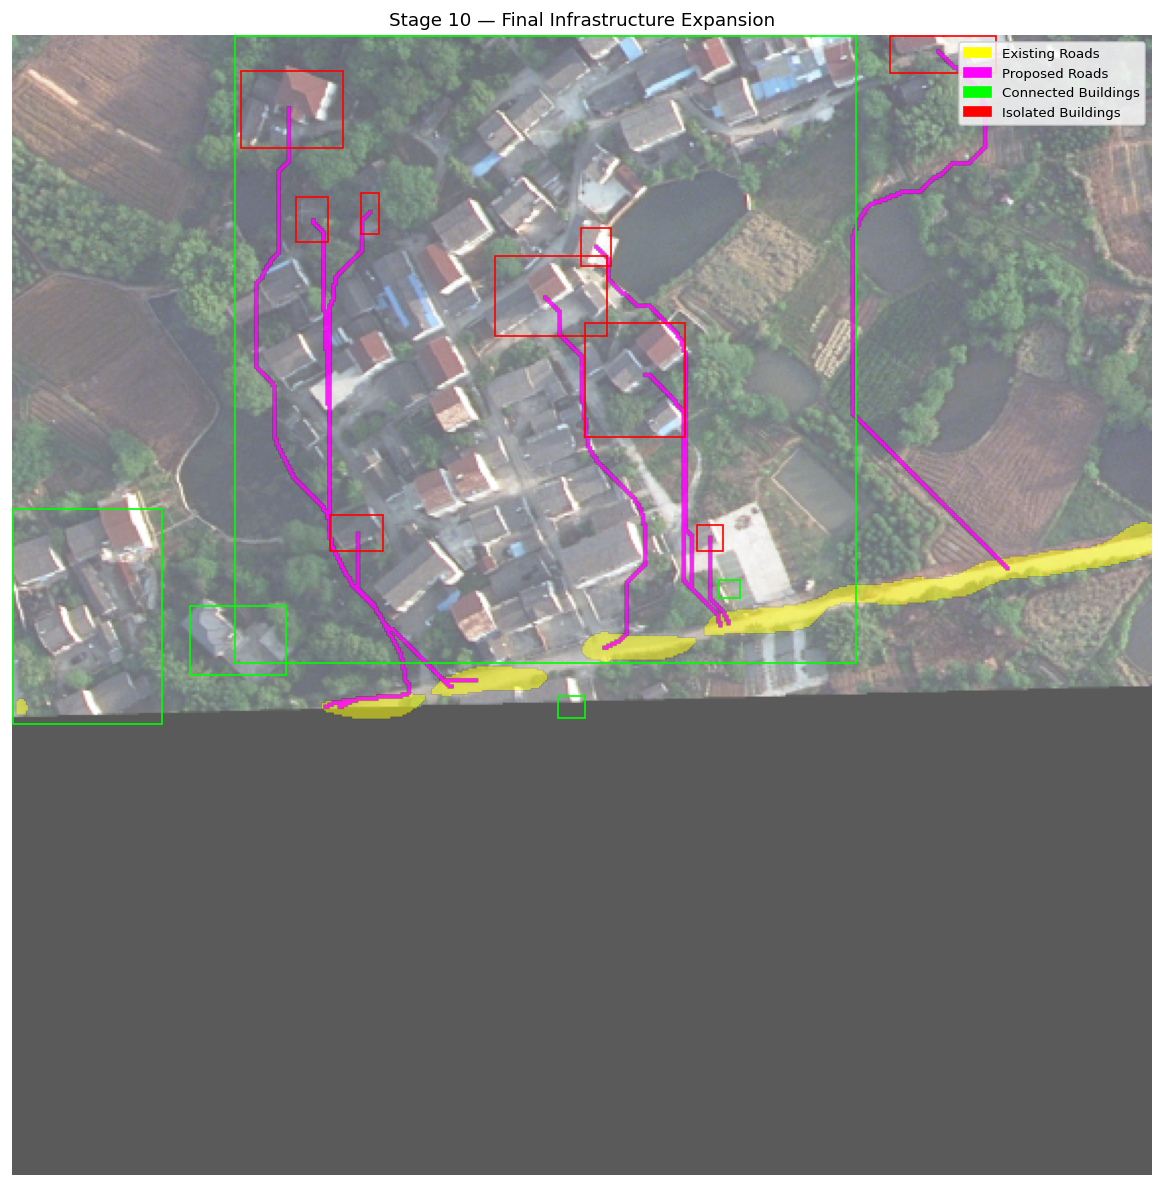 Stage 10 — Final Infrastructure Expansion
Existing Roads
Proposed Roads
Connected Buildings
Isolated Buildings